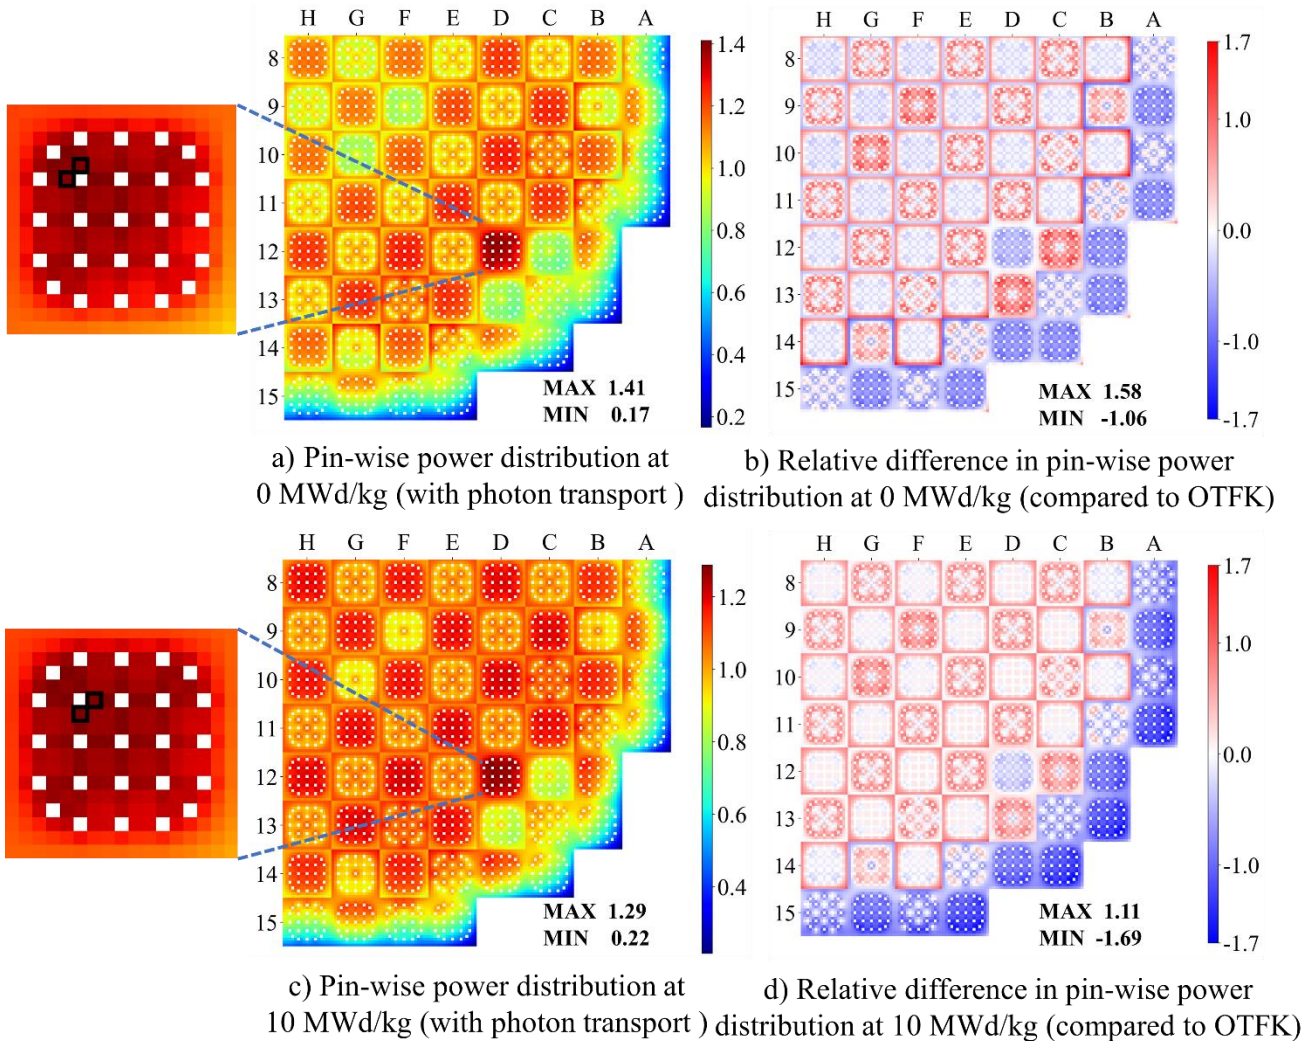 H G F E D C B A
8
9
10
11
12
13
14
15
1.4
1.2
1.0
0.8
0.6
0.4
0.2
MAX 1.41
MIN 0.17
a) Pin-wise power distribution at
0 MWd/kg (with photon transport )
H G F E D C B A
8
9
10
11
12
13
14
15
1.7
1.0
0.0
-1.0
-1.7
MAX 1.58
MIN -1.06
b) Relative difference in pin-wise power
distribution at 0 MWd/kg (compared to OTFK)
H G F E D C B A
8
9
10
11
12
13
14
15
1.2
1.0
0.8
0.6
0.4
MAX 1.29
MIN 0.22
c) Pin-wise power distribution at
10 MWd/kg (with photon transport )
H G F E D C B A
8
9
10
11
12
13
14
15
1.7
1.0
0.0
-1.0
-1.7
MAX 1.11
MIN -1.69
d) Relative difference in pin-wise power
distribution at 10 MWd/kg (compared to OTFK)